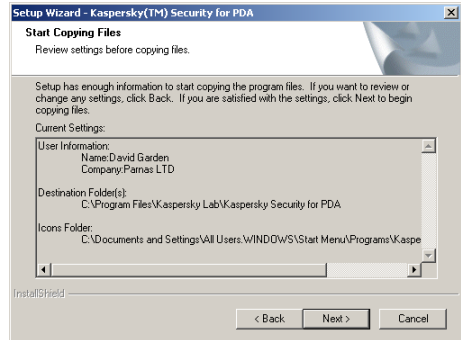 Setup Wizard - Kaspersky(TM) Security for PDA
Start Copying Files
Review settings before copying files.
Setup has enough information to start copying the program files. If you want to review or
change any settings, click Back. If you are satisfied with the settings, click Next to begin
copying files.
Current Settings:
User Information:
Name:David Garden
Company:Parnas LTD
Destination Folder(s):
C:\Program Files\Kaspersky Lab\Kaspersky Security for PDA
Icons Folder:
C:\Documents and Settings\All Users.WINDOWS\Start Menu\Programs\Kaspe
InstallShield
< Back
Next >
Cancel